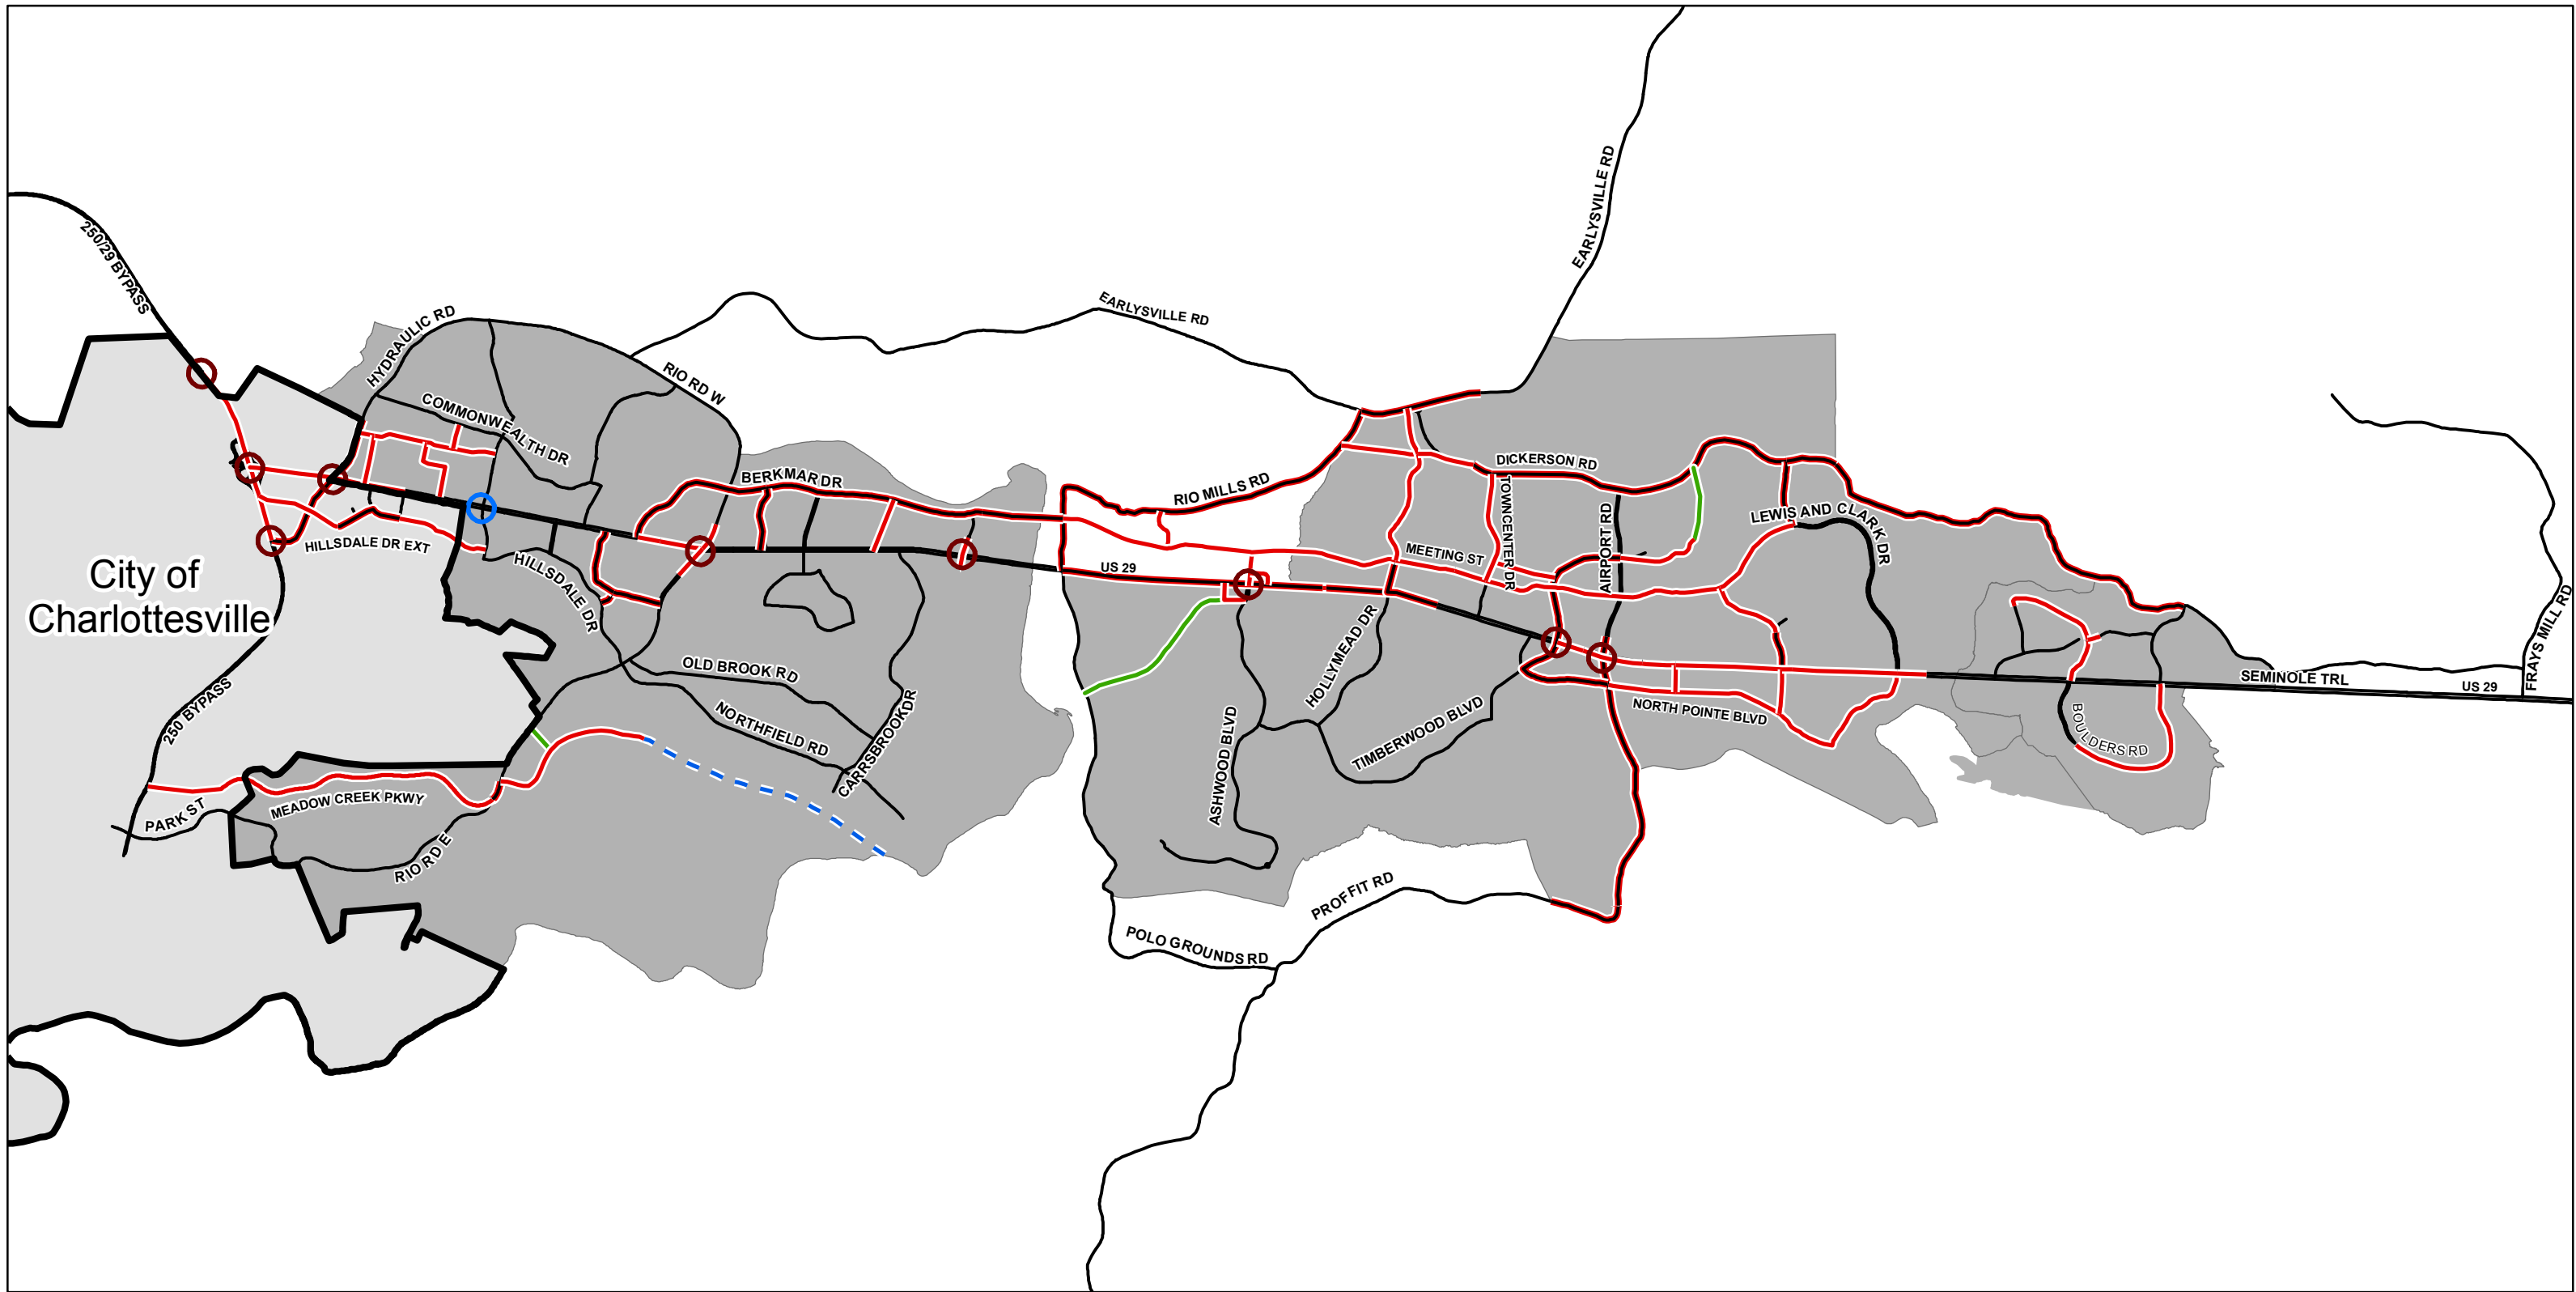 EARLYSVILLE RD
250/29 BYPASS
HYDRAULIC RD
EARLYSVILLE RD
RIO RD W
COMMONWEALTH DR
BERKMAR DR
RIO MILLS RD
DICKERSON RD
TOWNCENTER DR
AIRPORT RD
LEWIS AND CLARK DR
HILLSDALE DR EXT
HILLSDALE DR
US 29
MEETING ST
City of
Charlottesville
HOLLYMEAD DR
FRAYS MILL RD
OLD BROOK RD
SEMINOLE TRL
US 29
250 BYPASS
NORTHFIELD RD
CARRSBROOK DR
ASHWOOD BLVD
TIMBERWOOD BLVD
NORTH POINTE BLVD
BOULDERS RD
MEADOW CREEK PKWY
PARK ST
RIO RD E
PROFFIT RD
POLO GROUNDS RD